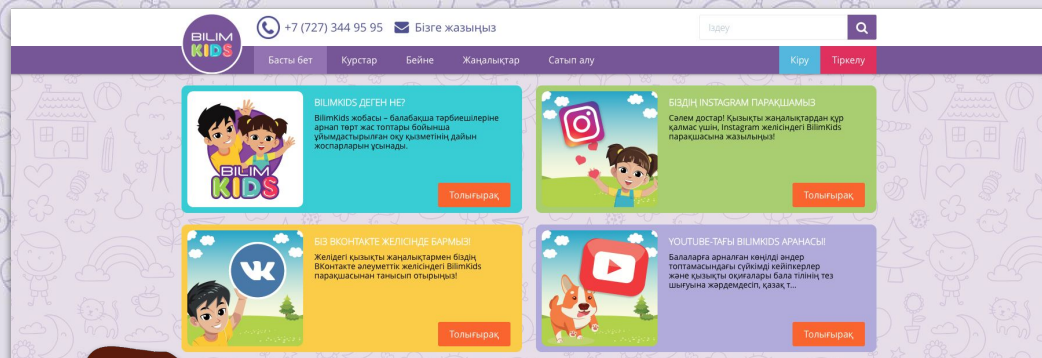 BILIM
KIDS
+7 (727) 344 95 95
Бізге жазыңыз
Іздеу
Басты бет
Курстар
Бейне
Жаңалықтар
Сатып алу
Кіру
Тіркелу
BILIMKIDS ДЕГЕН НЕ?
BilimKids жобасы – балабақша тәрбиешілеріне
арнап төрт жас топтары бойынша
ұйымдастырылған оқу қызметінің дайын
жоспарларын ұсынады.
BILIM
KIDS
Толығырақ
БІЗДІҢ INSTAGRAM ПАРАҚШАМЫЗ
Сәлем достар! Қызықты жаңалықтардан құр
қалмас үшін, Instagram желісіндегі BilimKids
парақшасына жазылыңыз!
Толығырақ
БІЗ ВКОНТАКТЕ ЖЕЛІСІНДЕ БАРМЫЗ!
Желідегі қызықты жаңалықтармен біздің
ВКонтакте әлеуметтік желісіндегі BilimKids
парақшасынан танысып отырыңыз!
Толығырақ
YOUTUBE-ТАҒЫ BILIMKIDS АРАНАСЫ!
Балаларға арналған көңілді әндер
топтамасындағы сүйкімді кейіпкерлер
және қызықты оқиғалары бала тілінің тез
шығуына жәрдемдесіп, қазақ т...
Толығырақ